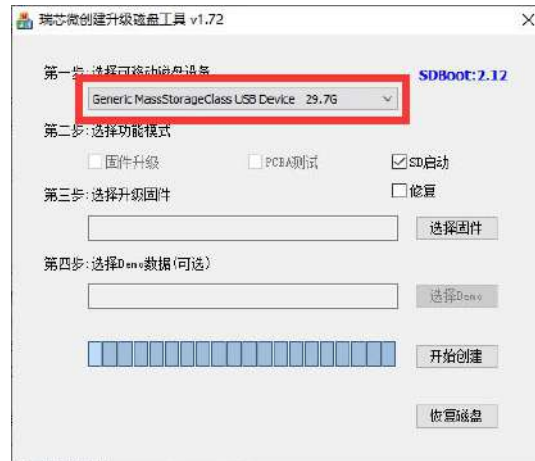 瑞芯微创建升级磁盘工具 v1.72
第一步:选择可移动磁盘设备
SDBoot:2.12
Generic MassStorageClass USB Device 29.7G
第二步:选择功能模式
固件升级
PCBA测试
SD启动
第三步:选择升级固件
修复
选择固件
第四步:选择Demo数据(可选)
选择Demo
开始创建
恢复磁盘